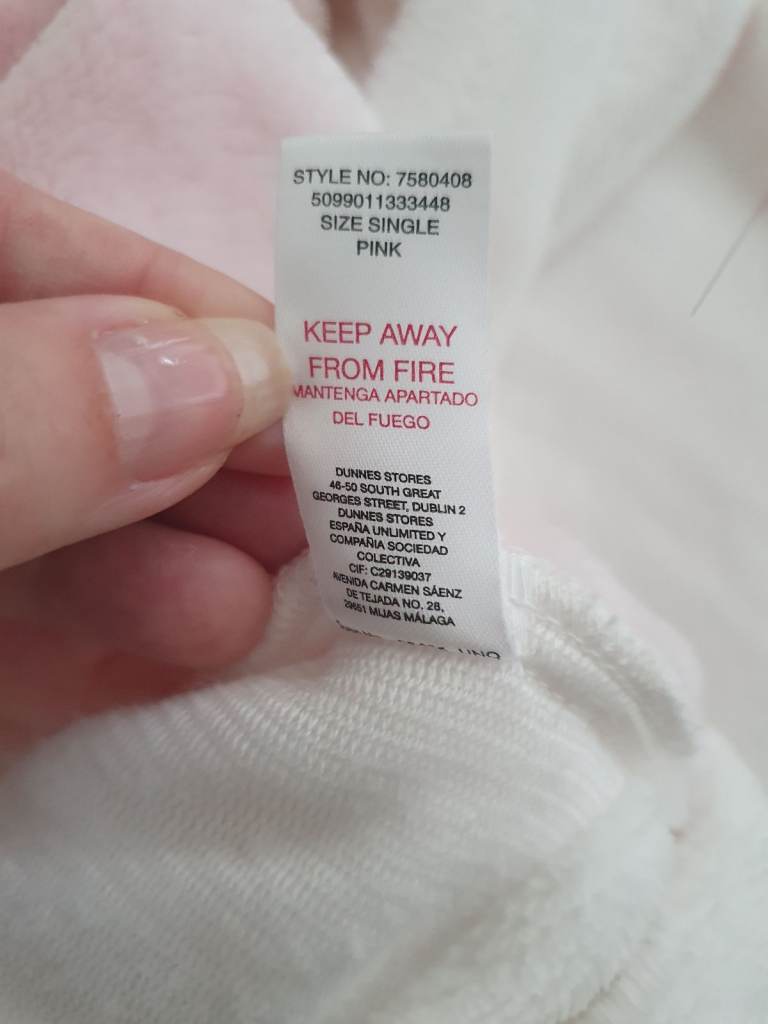 STYLE NO: 7580408
5099011333448
SIZE SINGLE
PINK
KEEP AWAY
FROM FIRE
MANTENGA APARTADO
DEL FUEGO
DUNNES STORES
46-50 SOUTH GREAT
GEORGES STREET, DUBLIN 2
DUNNES STORES
ESPAÑA UNLIMITED Y
COMPAÑIA SOCIEDAD
COLECTIVA
CIF: C29139037
AVENIDA CARMEN SÁENZ
DE TEJADA NO. 28,
29651 MIJAS MÁLAGA